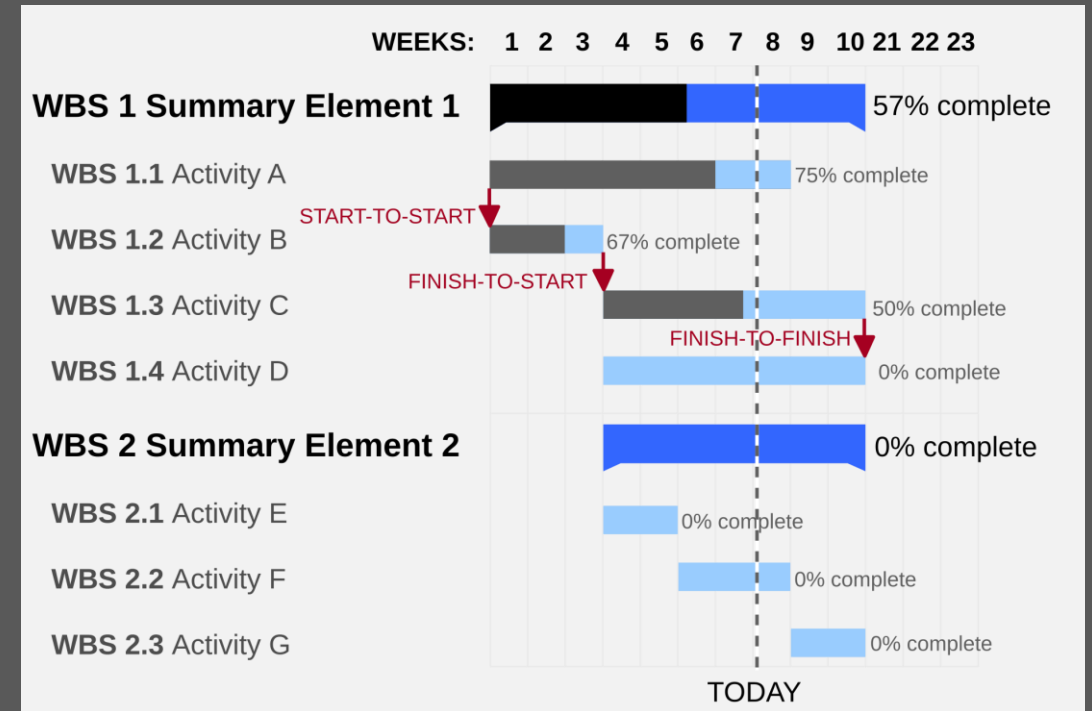 WEEKS: 1 2 3 4 5 6 7 8 9 10 21 22 23
WBS 1 Summary Element 1 57% complete
WBS 1.1 Activity A 75% complete
START-TO-START
WBS 1.2 Activity B 67% complete
FINISH-TO-START
WBS 1.3 Activity C 50% complete
FINISH-TO-FINISH
WBS 1.4 Activity D 0% complete
WBS 2 Summary Element 2 0% complete
WBS 2.1 Activity E 0% complete
WBS 2.2 Activity F 0% complete
WBS 2.3 Activity G 0% complete
TODAY